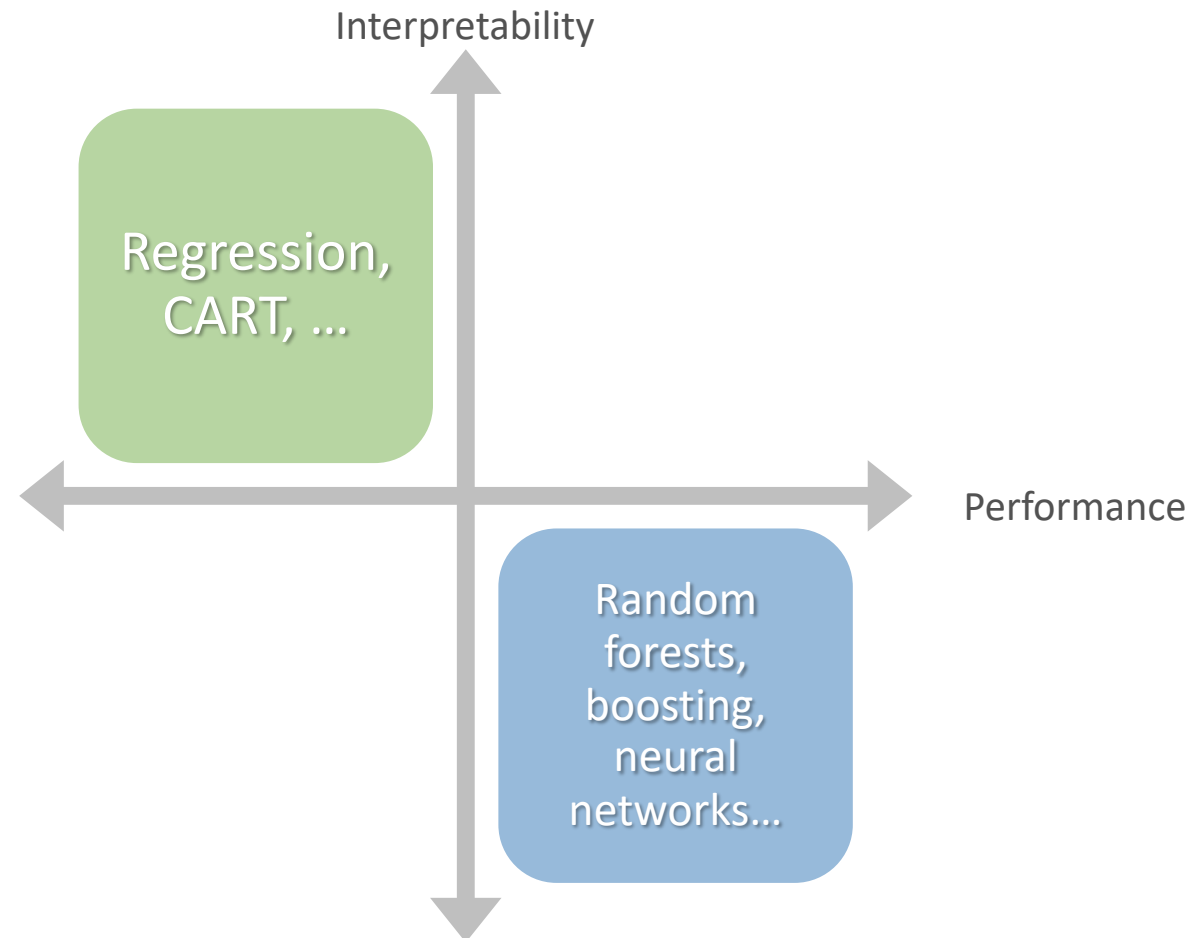 Interpretability
Regression,
CART, …
Performance
Random
forests,
boosting,
neural
networks…